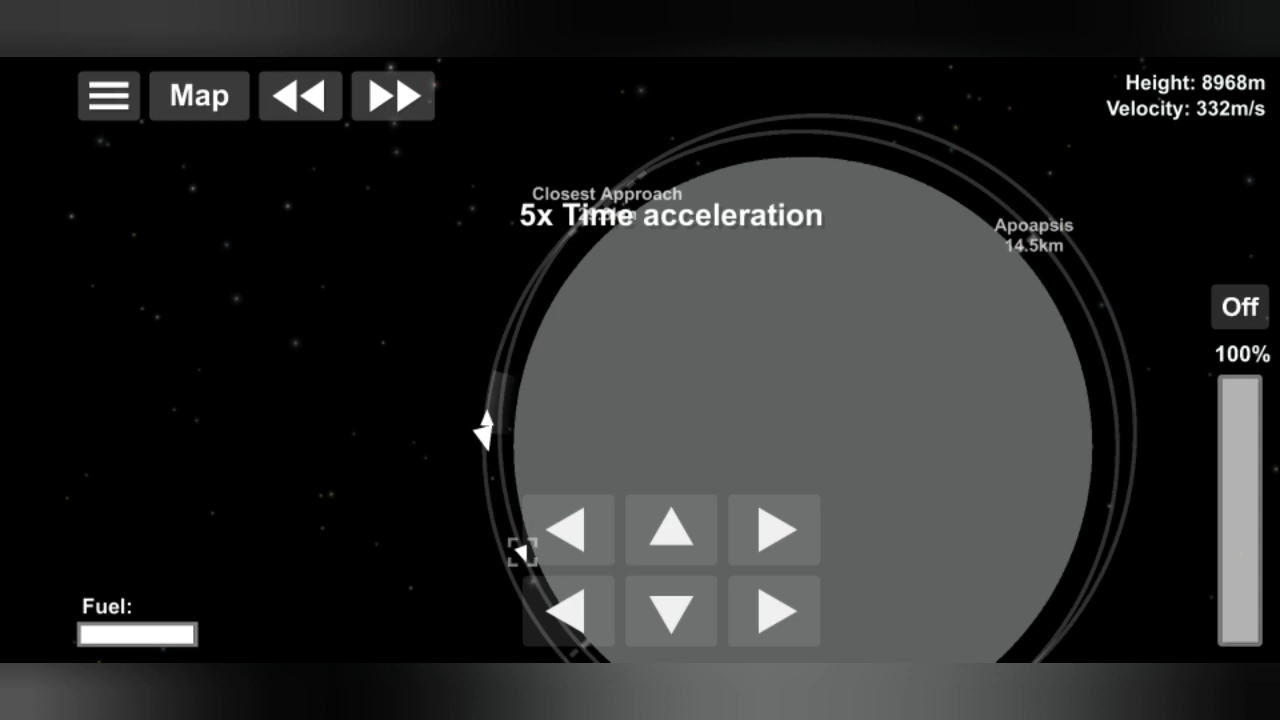 Map
Height: 8968m
Velocity: 332m/s
Closest Approach
5x Time acceleration
Apoapsis
14.5km
Off
100%
Fuel: